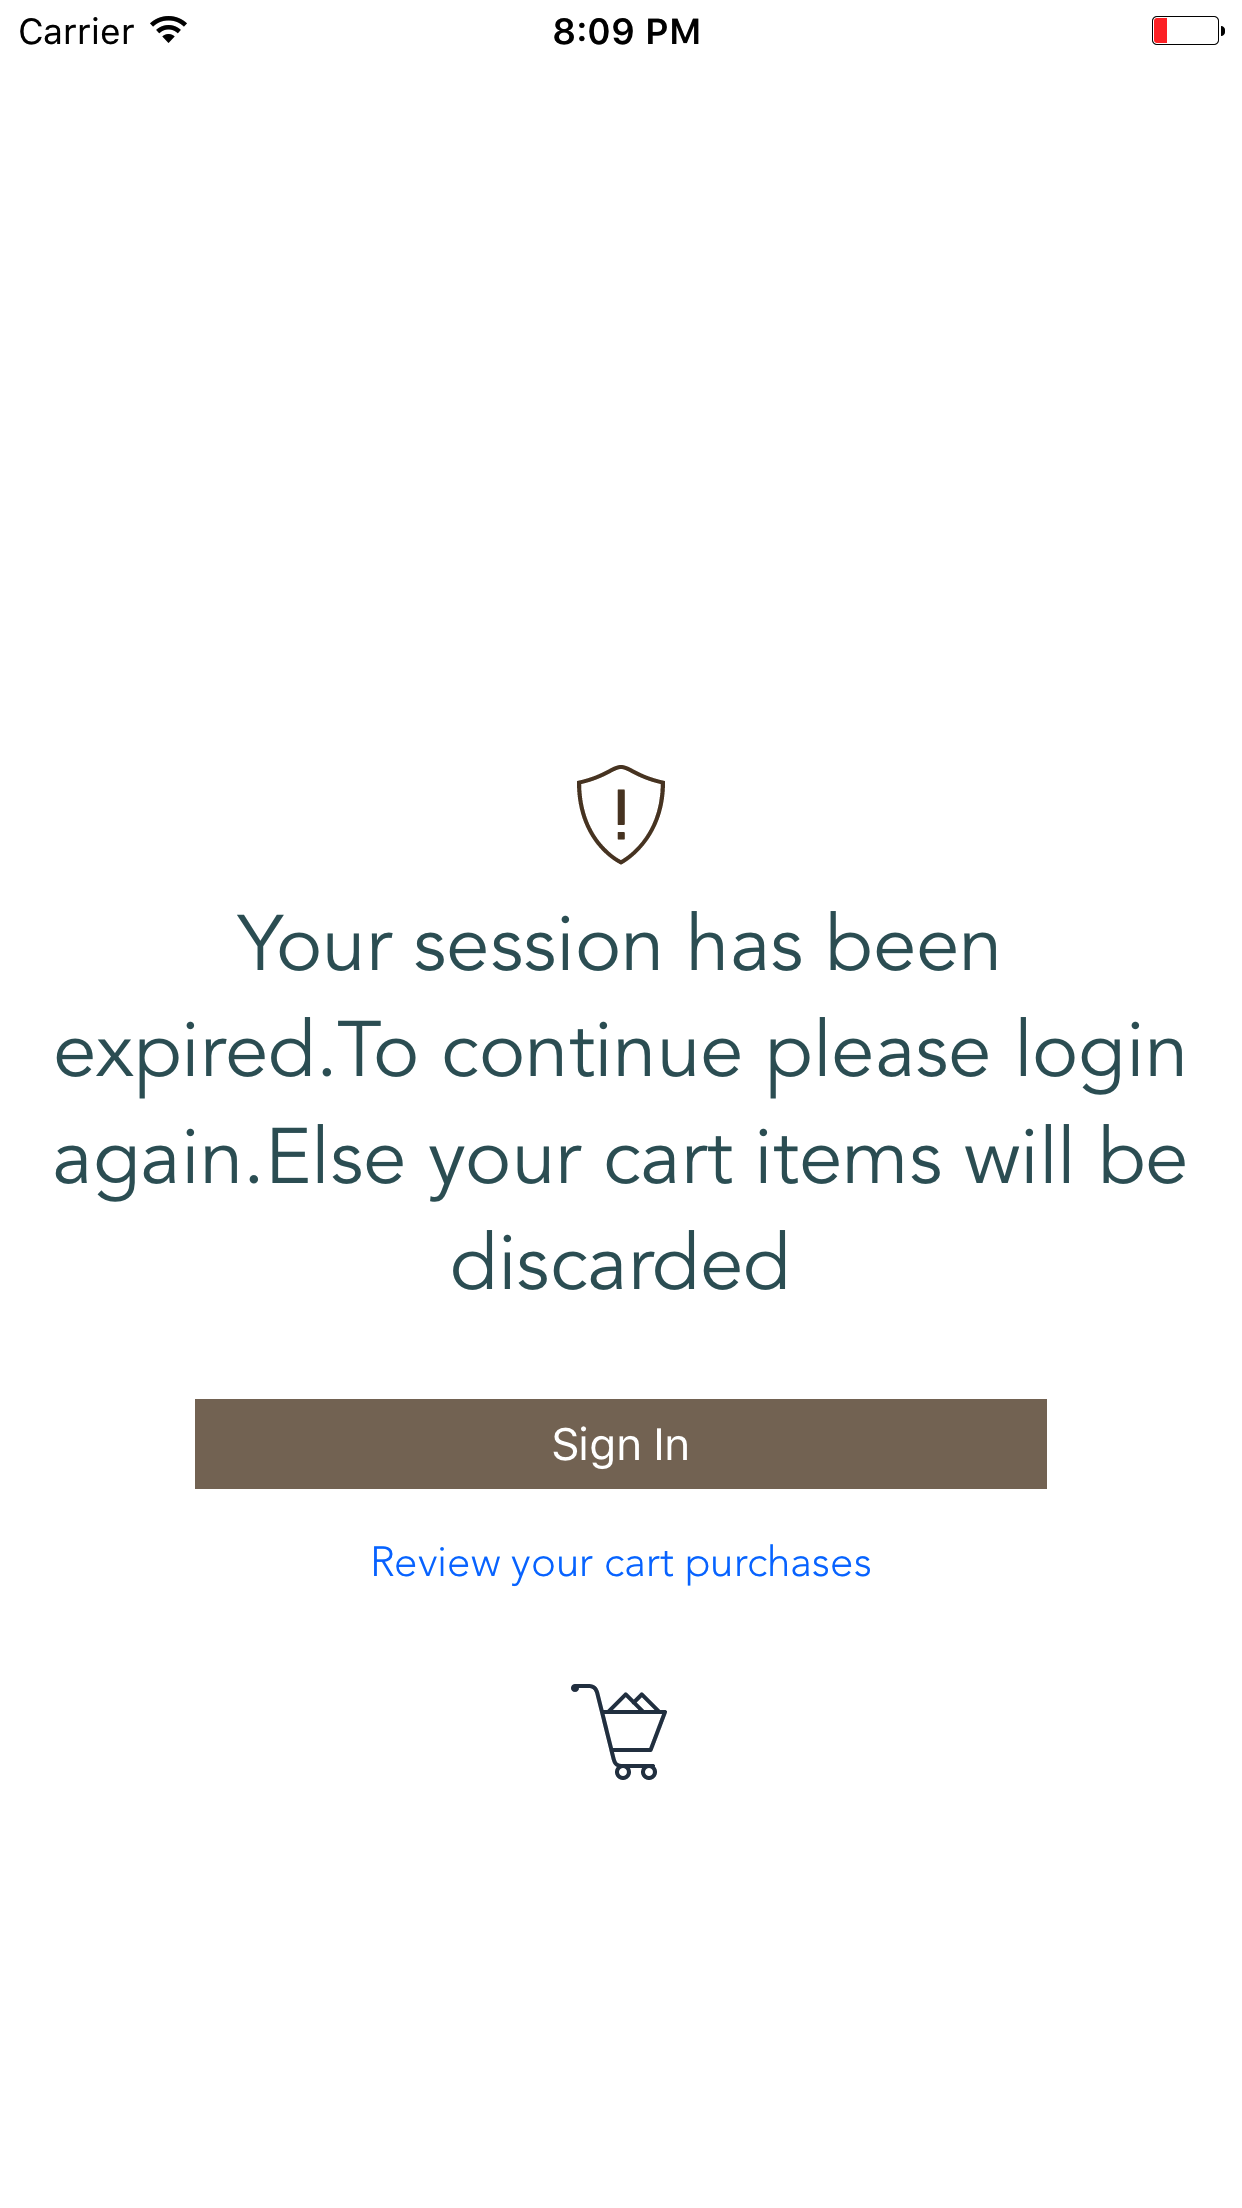 Carrier
8:09 PM
Your session has been
expired.To continue please login
again.Else your cart items will be
discarded
Sign In
Review your cart purchases